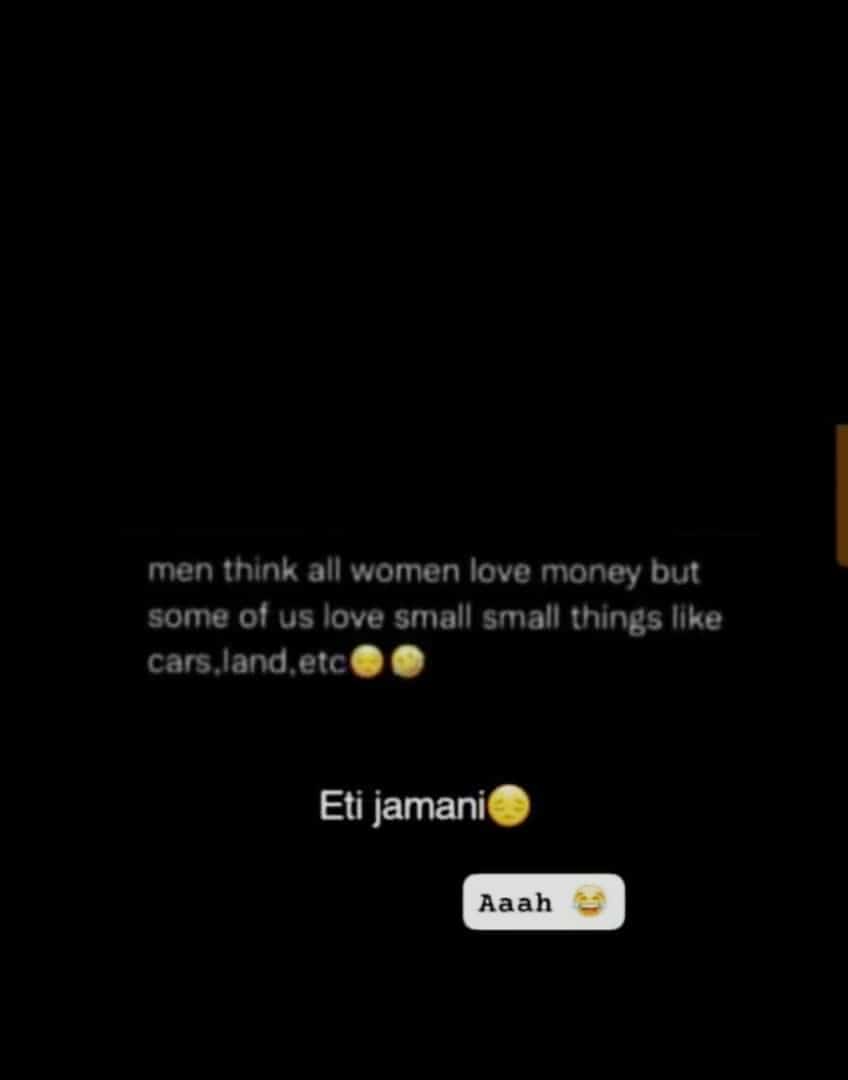 men think all women love money but
some of us love small small things like
cars,land,etc😔🧐
Eti jamani😔
Aaah 😂